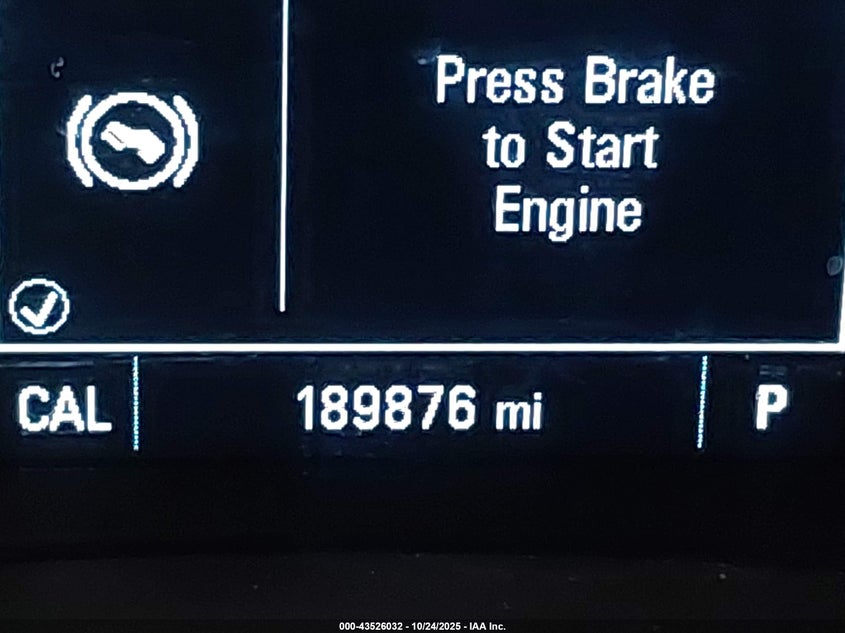 Press Brake
to Start
Engine
CAL 189876 mi P
000-43526032 - 10/24/2025 - IAA Inc.